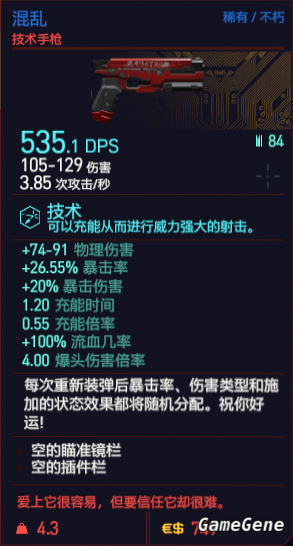 混乱
稀有 / 不朽
技术手枪
535.1 DPS
84
105-129 伤害
3.85 次攻击/秒
技术
可以充能从而进行威力强大的射击。
+74-91 物理伤害
+26.55% 暴击率
+20% 暴击伤害
1.20 充能时间
0.55 充能倍率
+100% 流血几率
4.00 爆头伤害倍率
每次重新装弹后暴击率、伤害类型和施
加的状态效果都将随机分配。祝你好
运!
空的瞄准镜栏
空的插件栏
爱上它很容易，但要信任它却很难。
4.3
€$
GameGene